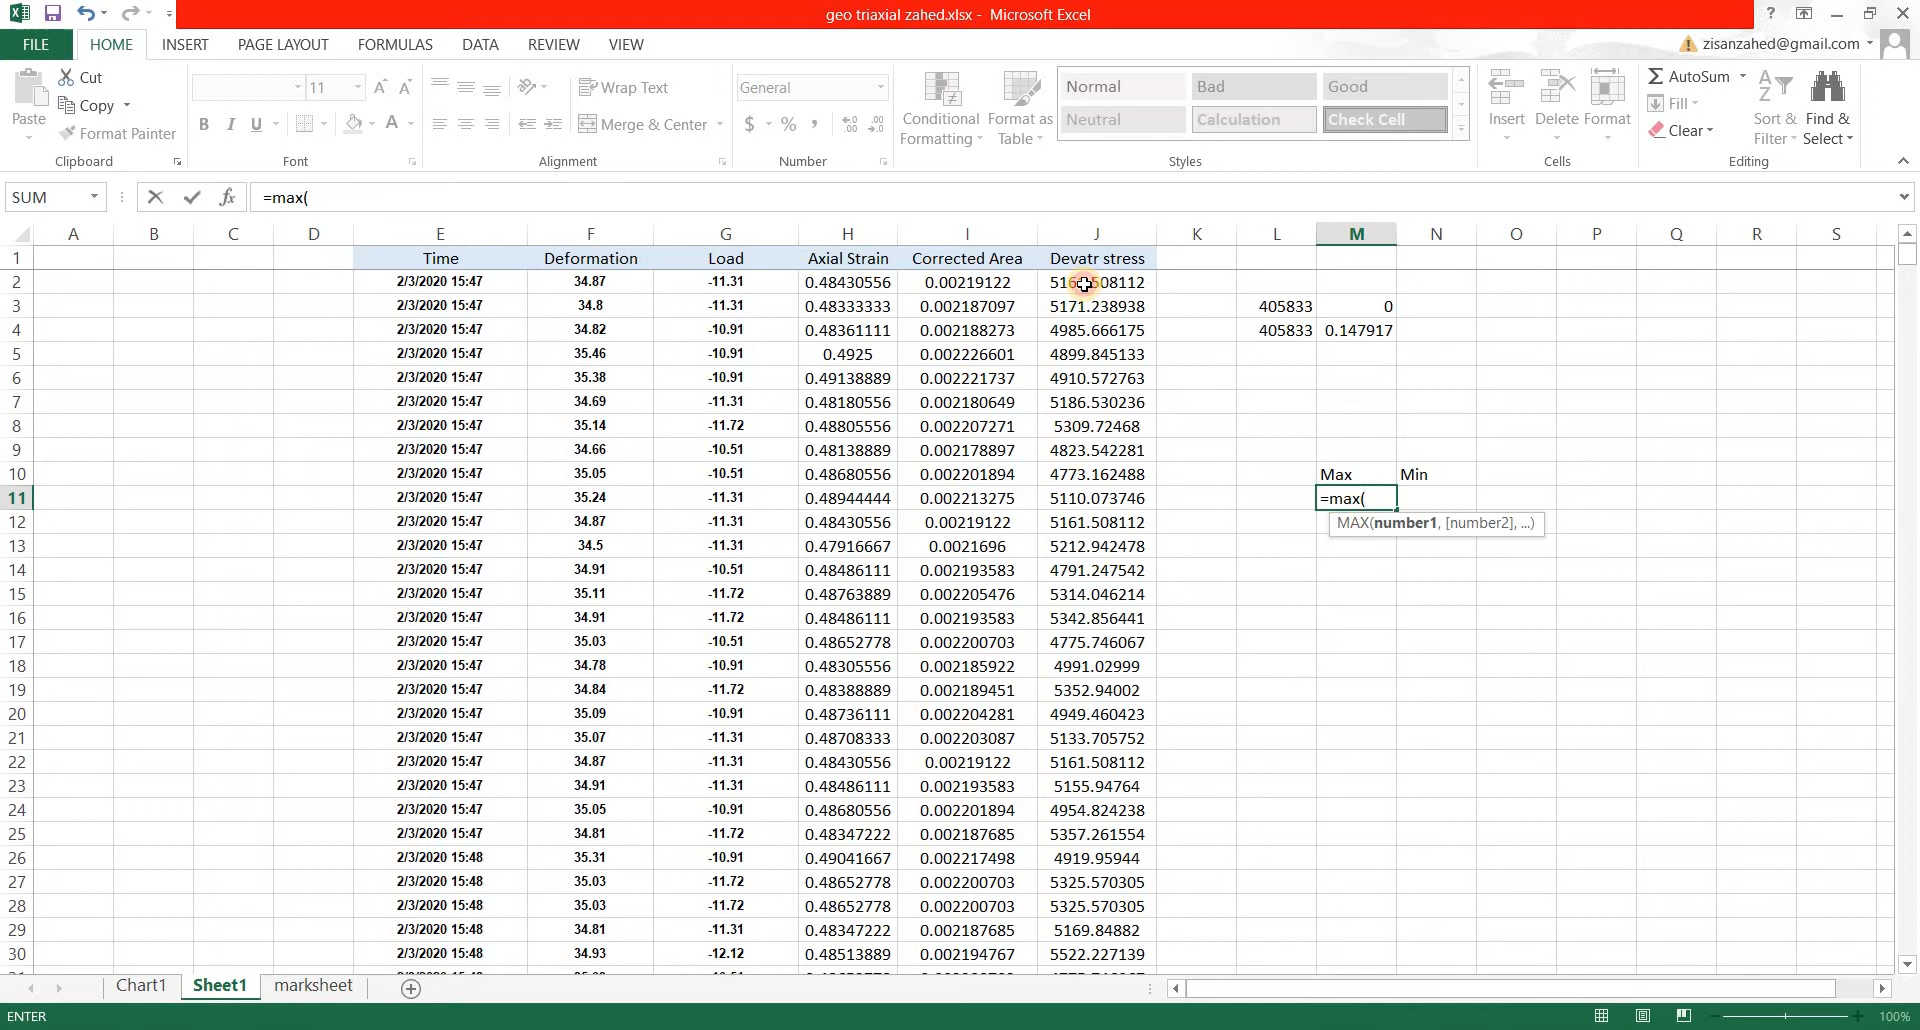 geo triaxial zahed.xlsx - Microsoft Excel
FILE HOME INSERT PAGE LAYOUT FORMULAS DATA REVIEW VIEW zisanzahed@gmail.com
Paste Cut Copy Format Painter Clipboard
11 B I U A Font
Wrap Text Merge & Center Alignment
General $ % Number
Conditional Formatting Format as Table
Normal Bad Good
Neutral Calculation Check Cell
Styles
Insert Delete Format Cells
AutoSum Fill Clear Sort & Filter Find & Select Editing
SUM fx =max(
A B C D E F G H I J K L M N O P Q R S
1 Time Deformation Load Axial Strain Corrected Area Devatr stress
2 2/3/2020 15:47 34.87 -11.31 0.48430556 0.00219122 508112
3 2/3/2020 15:47 34.8 -11.31 0.48333333 0.002187097 5171.238938 405833 0
4 2/3/2020 15:47 34.82 -10.91 0.48361111 0.002188273 4985.666175 405833 0.147917
5 2/3/2020 15:47 35.46 -10.91 0.4925 0.002226601 4899.845133
6 2/3/2020 15:47 35.38 -10.91 0.49138889 0.002221737 4910.572763
7 2/3/2020 15:47 34.69 -11.31 0.48180556 0.002180649 5186.530236
8 2/3/2020 15:47 35.14 -11.72 0.48805556 0.002207271 5309.72468
9 2/3/2020 15:47 34.66 -10.51 0.48138889 0.002178897 4823.542281
10 2/3/2020 15:47 35.05 -10.51 0.48680556 0.002201894 4773.162488 Max Min
11 2/3/2020 15:47 35.24 -11.31 0.48944444 0.002213275 5110.073746 =max(
12 2/3/2020 15:47 34.87 -11.31 0.48430556 0.00219122 5161.508112 MAX(number1, [number2], ...)
13 2/3/2020 15:47 34.5 -11.31 0.47916667 0.0021696 5212.942478
14 2/3/2020 15:47 34.91 -10.51 0.48486111 0.002193583 4791.247542
15 2/3/2020 15:47 35.11 -11.72 0.48763889 0.002205476 5314.046214
16 2/3/2020 15:47 34.91 -11.72 0.48486111 0.002193583 5342.856441
17 2/3/2020 15:47 35.03 -10.51 0.48652778 0.002200703 4775.746067
18 2/3/2020 15:47 34.78 -10.91 0.48305556 0.002185922 4991.02999
19 2/3/2020 15:47 34.84 -11.72 0.48388889 0.002189451 5352.94002
20 2/3/2020 15:47 35.09 -10.91 0.48736111 0.002204281 4949.460423
21 2/3/2020 15:47 35.07 -11.31 0.48708333 0.002203087 5133.705752
22 2/3/2020 15:47 34.87 -11.31 0.48430556 0.00219122 5161.508112
23 2/3/2020 15:47 34.91 -11.31 0.48486111 0.002193583 5155.94764
24 2/3/2020 15:47 35.05 -10.91 0.48680556 0.002201894 4954.824238
25 2/3/2020 15:47 34.81 -11.72 0.48347222 0.002187685 5357.261554
26 2/3/2020 15:48 35.31 -10.91 0.49041667 0.002217498 4919.95944
27 2/3/2020 15:48 35.03 -11.72 0.48652778 0.002200703 5325.570305
28 2/3/2020 15:48 35.03 -11.72 0.48652778 0.002200703 5325.570305
29 2/3/2020 15:48 34.81 -11.31 0.48347222 0.002187685 5169.84882
30 2/3/2020 15:48 34.93 -12.12 0.48513889 0.002194767 5522.227139
Chart1 Sheet1 marksheet
ENTER 100%